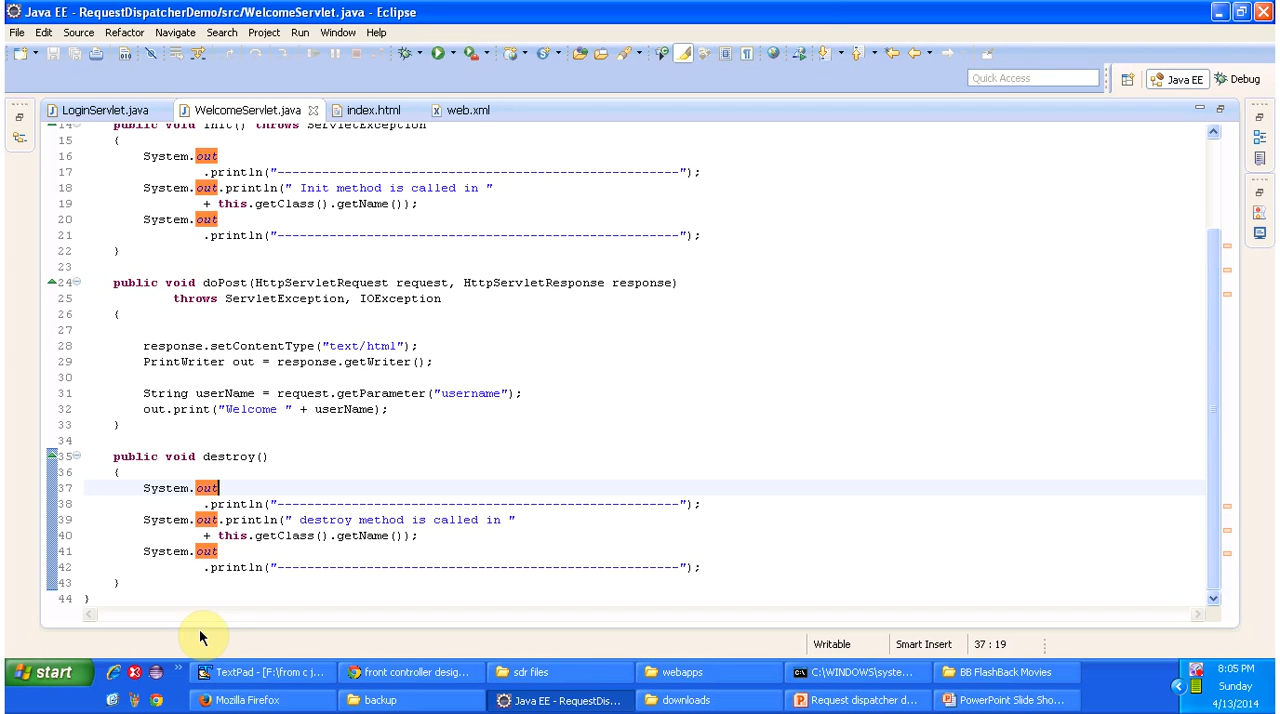 Java EE - RequestDispatcherDemo/src/WelcomeServlet.java - Eclipse
File Edit Source Refactor Navigate Search Project Run Window Help
Quick Access
Java EE
Debug
LoginServlet.java
WelcomeServlet.java
index.html
web.xml
14 public void init() throws ServletException
15 {
16 System.out
17 .println("------------------------------------------------------");
18 System.out.println(" Init method is called in "
19 + this.getClass().getName());
20 System.out
21 .println("------------------------------------------------------");
22 }
23
24 public void doPost(HttpServletRequest request, HttpServletResponse response)
25 throws ServletException, IOException
26 {
27
28 response.setContentType("text/html");
29 PrintWriter out = response.getWriter();
30
31 String userName = request.getParameter("username");
32 out.print("Welcome " + userName);
33 }
34
35 public void destroy()
36 {
37 System.out
38 .println("------------------------------------------------------");
39 System.out.println(" destroy method is called in "
40 + this.getClass().getName());
41 System.out
42 .println("------------------------------------------------------");
43 }
44 }
Writable
Smart Insert
37 : 19
start
TextPad - [F:\from c j...
front controller desig...
sdr files
webapps
C:\WINDOWS\syste...
BB FlashBack Movies
Mozilla Firefox
backup
Java EE - RequestDis...
downloads
Request dispatcher d...
PowerPoint Slide Sho...
8:05 PM
Sunday
4/13/2014